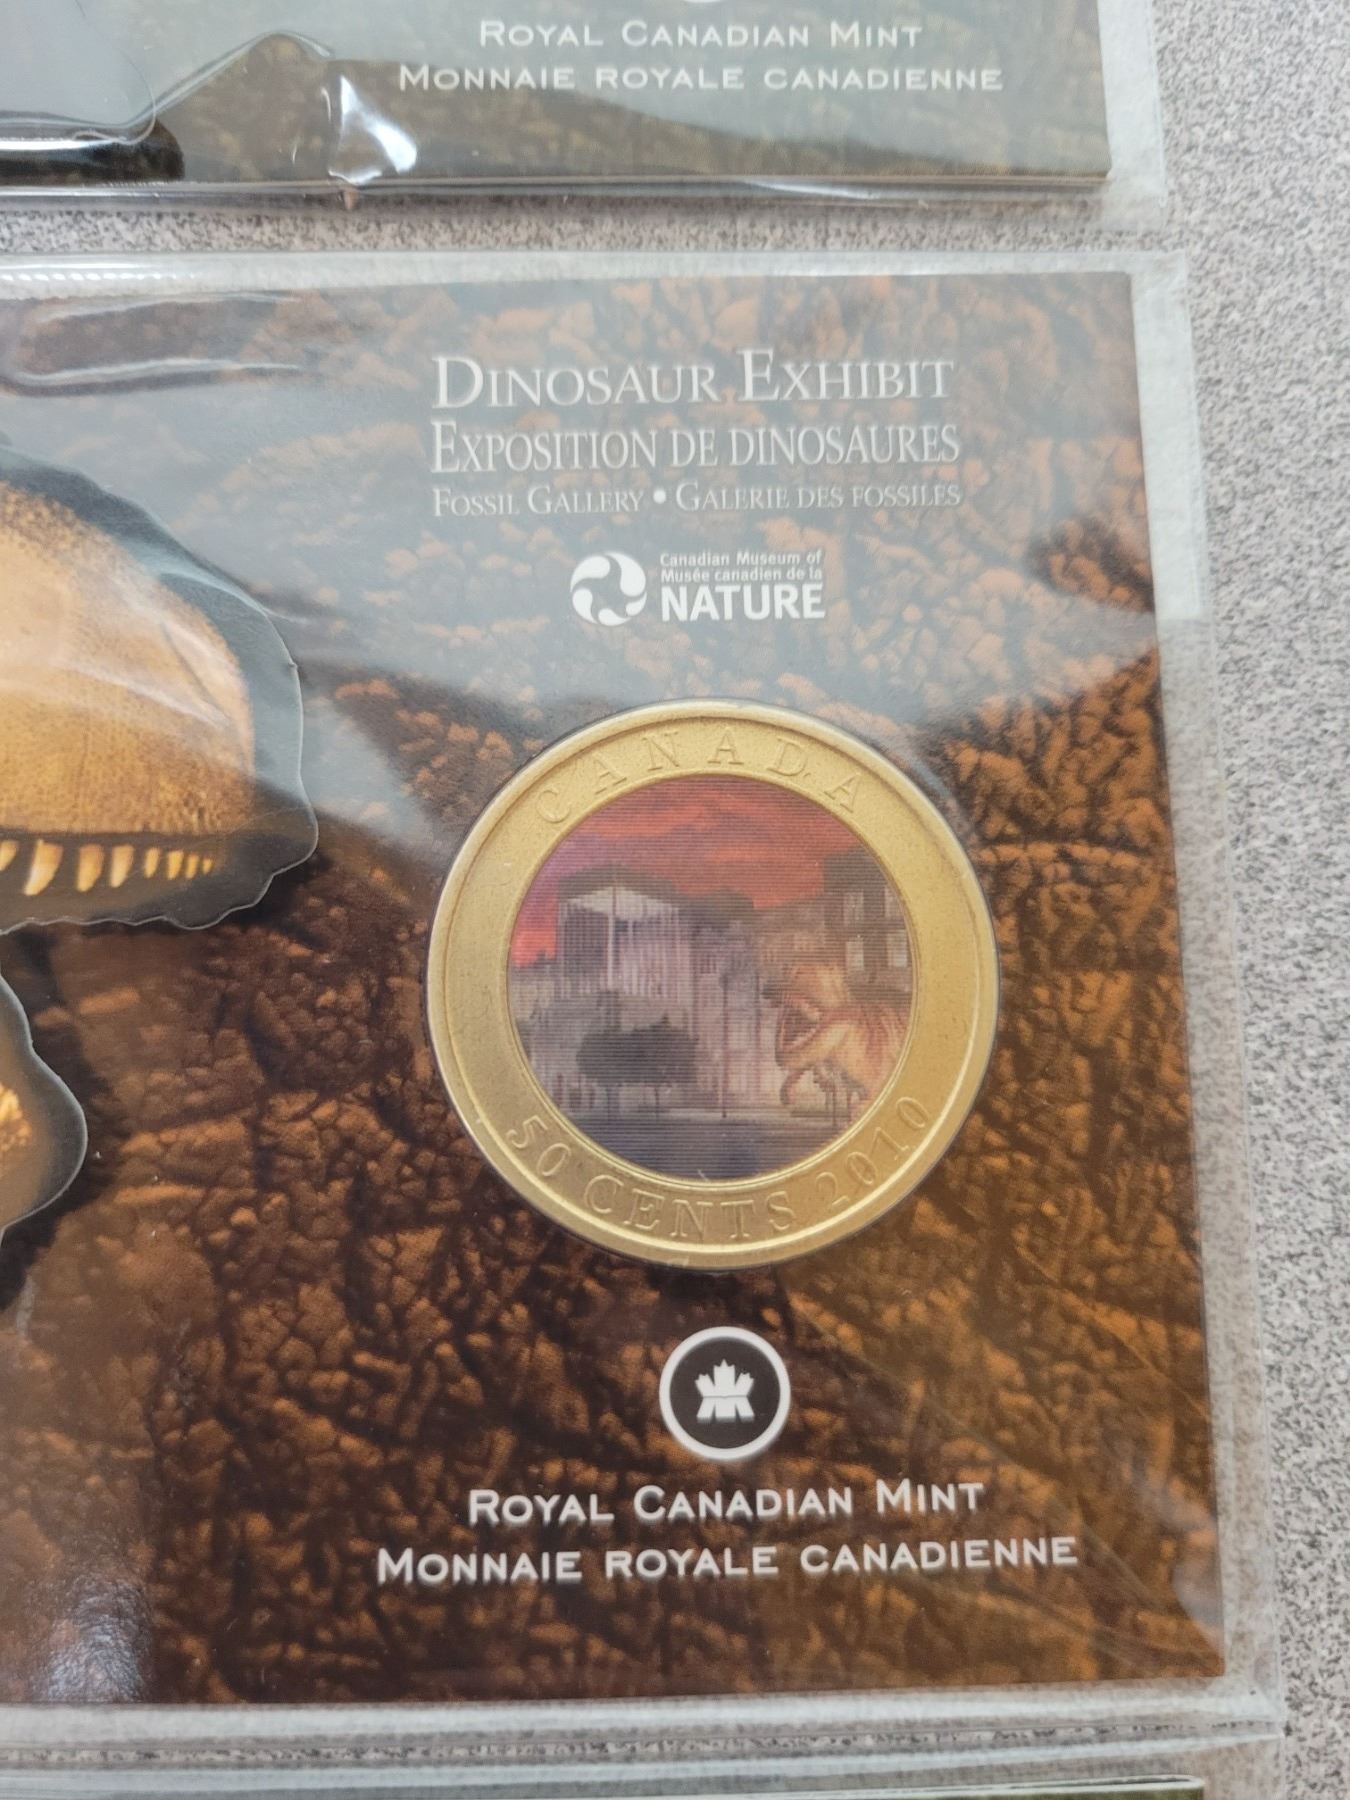 ROYAL CANADIAN MINT
MONNAIE ROYALE CANADIENNE
DINOSAUR EXHIBIT
EXPOSITION DE DINOSAURES
FOSSIL GALLERY • GALERIE DES FOSSILES
Canadian Museum of
Musée canadien de la
NATURE
CANADA
50 CENTS 2010
ROYAL CANADIAN MINT
MONNAIE ROYALE CANADIENNE